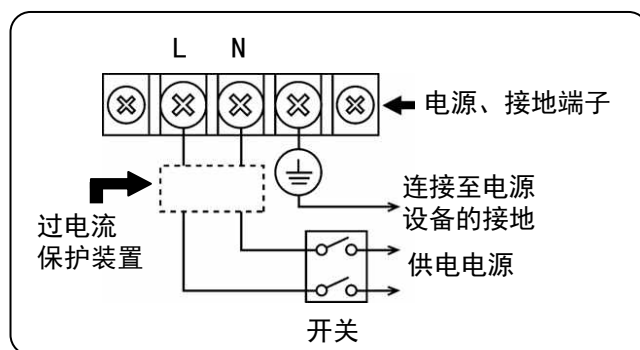 L N
电源、接地端子
连接至电源
设备的接地
过电流
保护装置
供电电源
开关